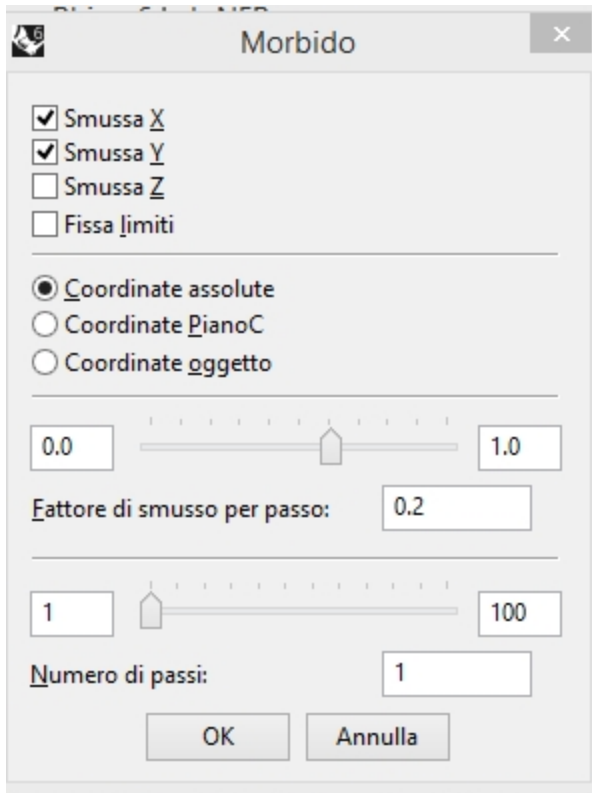 6
Morbido
Smussa X
Smussa Y
Smussa Z
Fissa limiti
Coordinate assolute
Coordinate PianoC
Coordinate oggetto
0.0 1.0
Fattore di smusso per passo: 0.2
1 100
Numero di passi: 1
OK Annulla